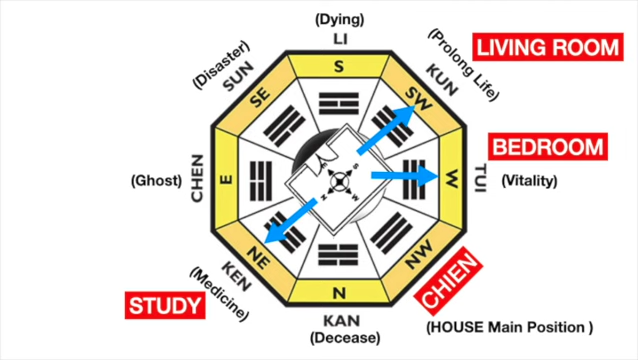 (Dying)
LI
S
(Disaster)
SUN
SE
(Prolong Life)
KUN
SW
LIVING ROOM
BEDROOM
(Ghost)
CHEN
E
W
TUI
(Vitality)
E
S
N
W
NE
KEN
(Medicine)
STUDY
N
KAN
(Decease)
NW
CHIEN
(HOUSE Main Position )